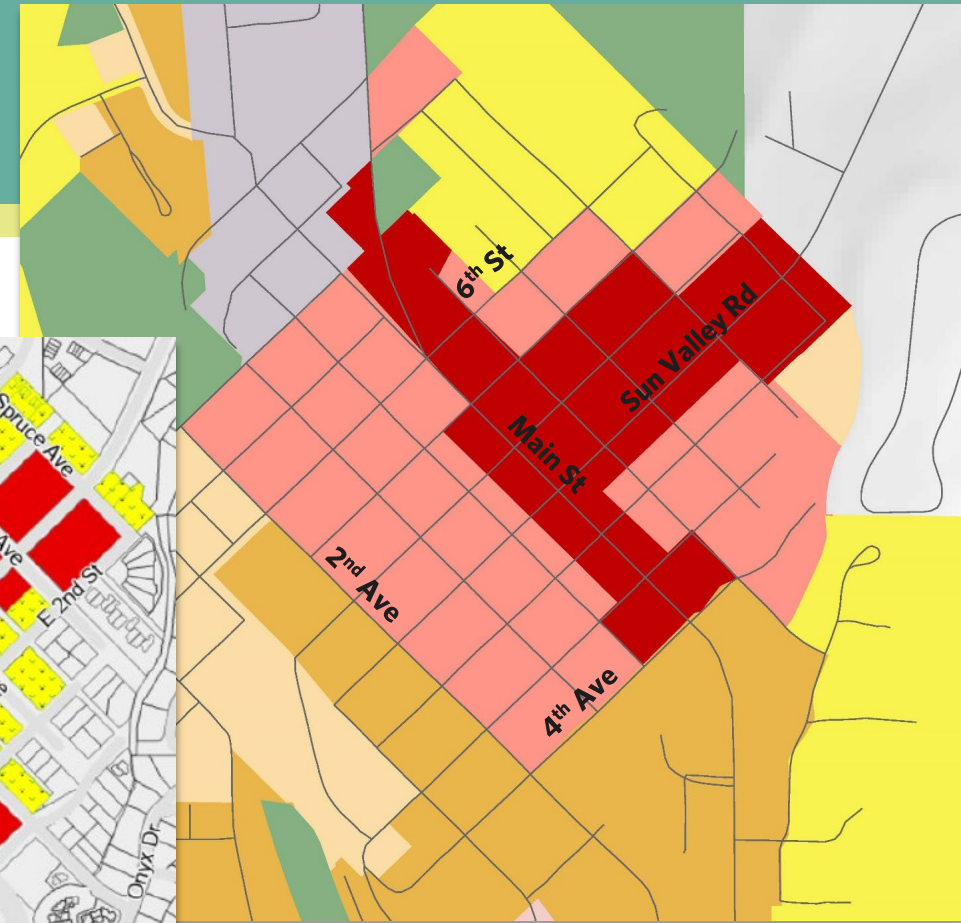 6th St
Sun Valley Rd
Main St
2nd Ave
4th Ave
Spruce Ave
Ave
E 2nd St
Onyx Dr